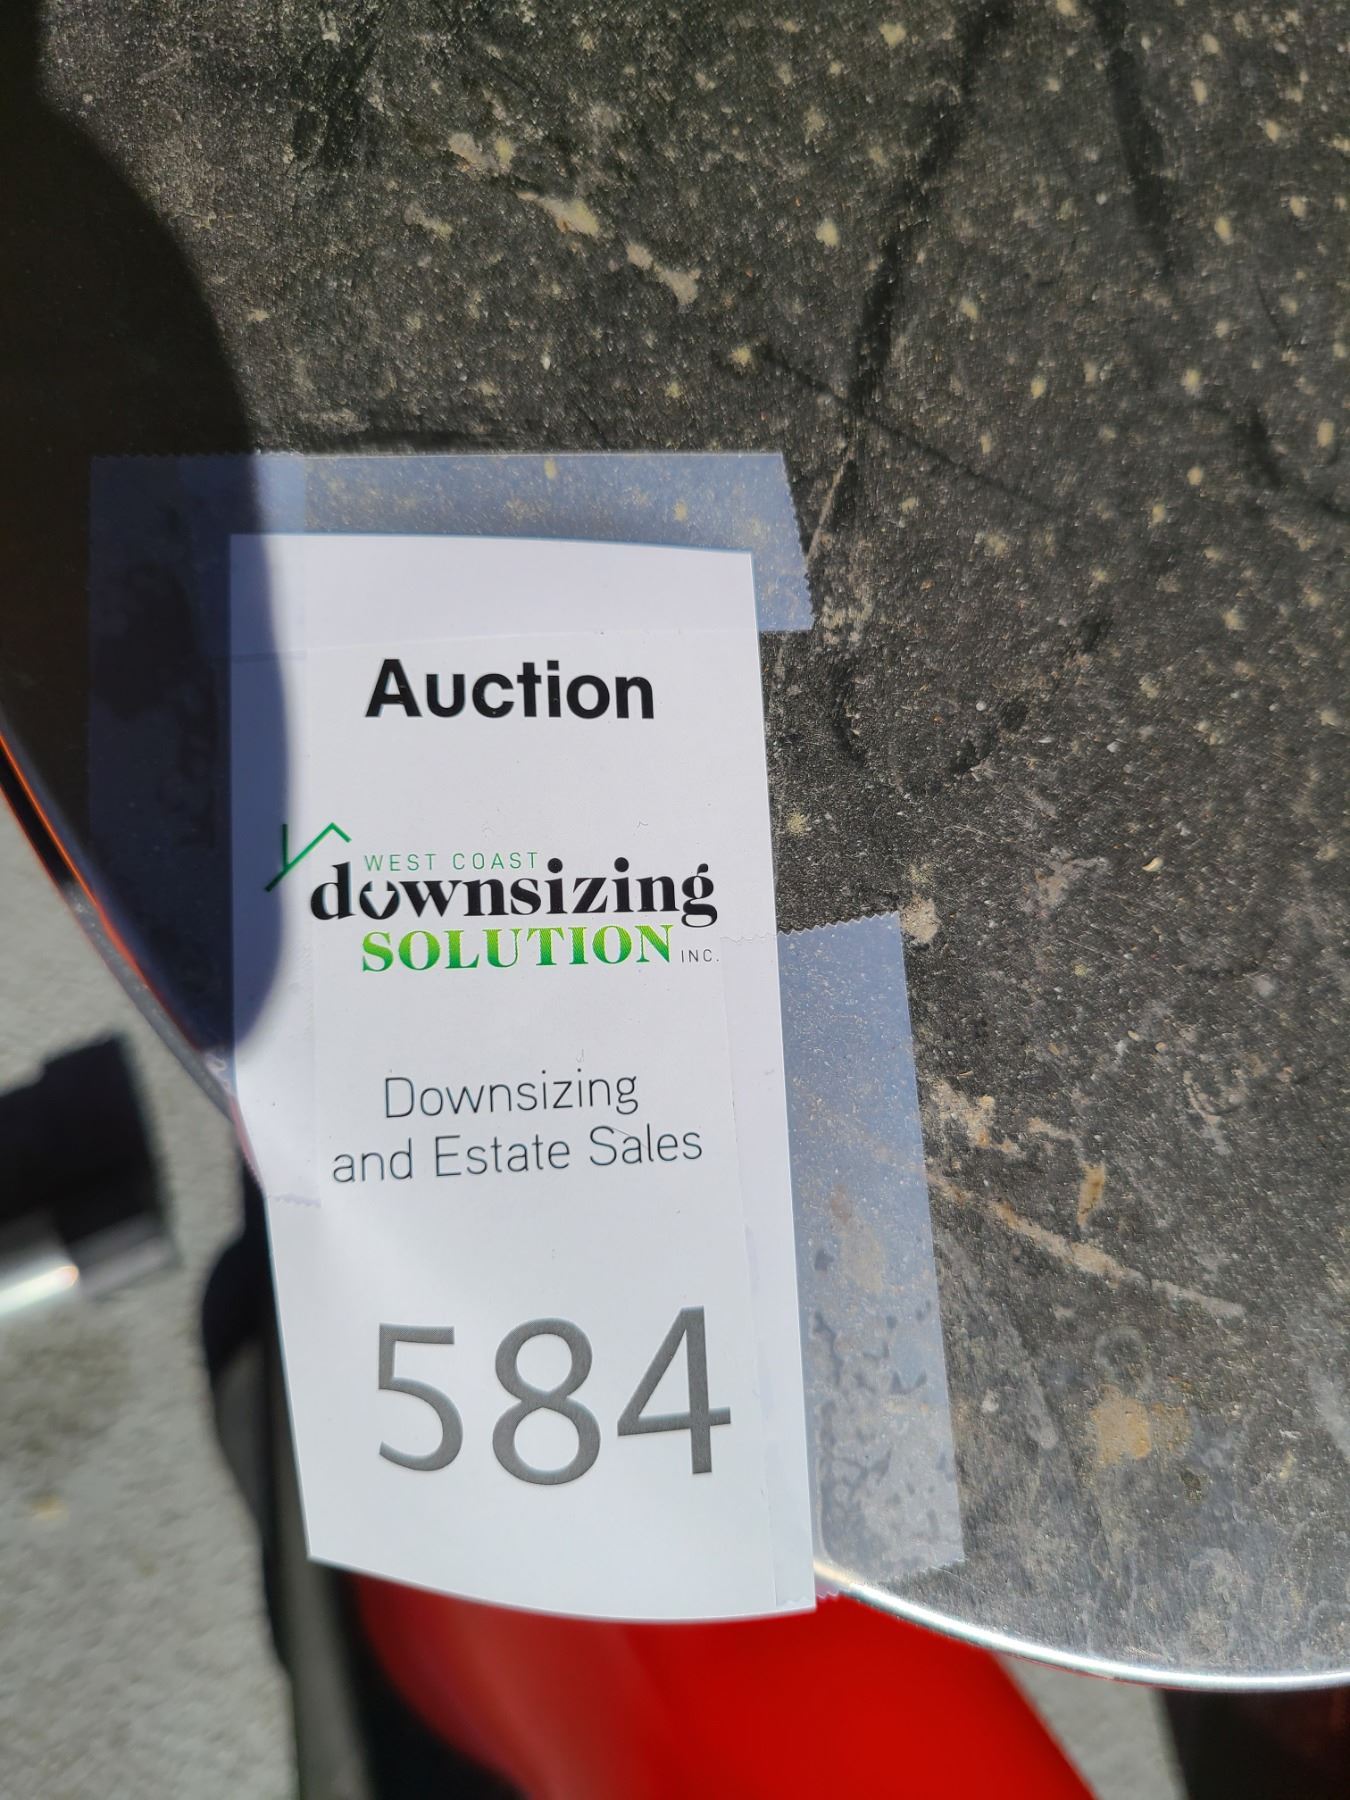 Auction
WEST COAST
downsizing
SOLUTION INC.
Downsizing
and Estate Sales
584